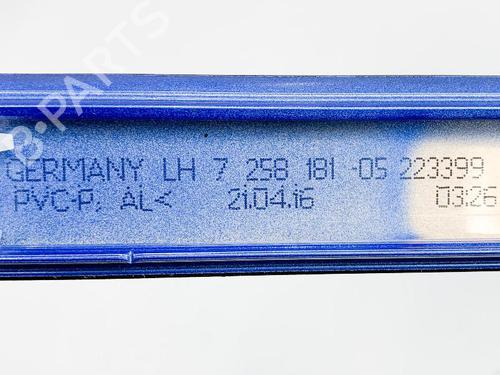 B-PARTS
GERMANY LH 7 258 181 -05 223399
PVC-P, AL< 21.04.16 03:26